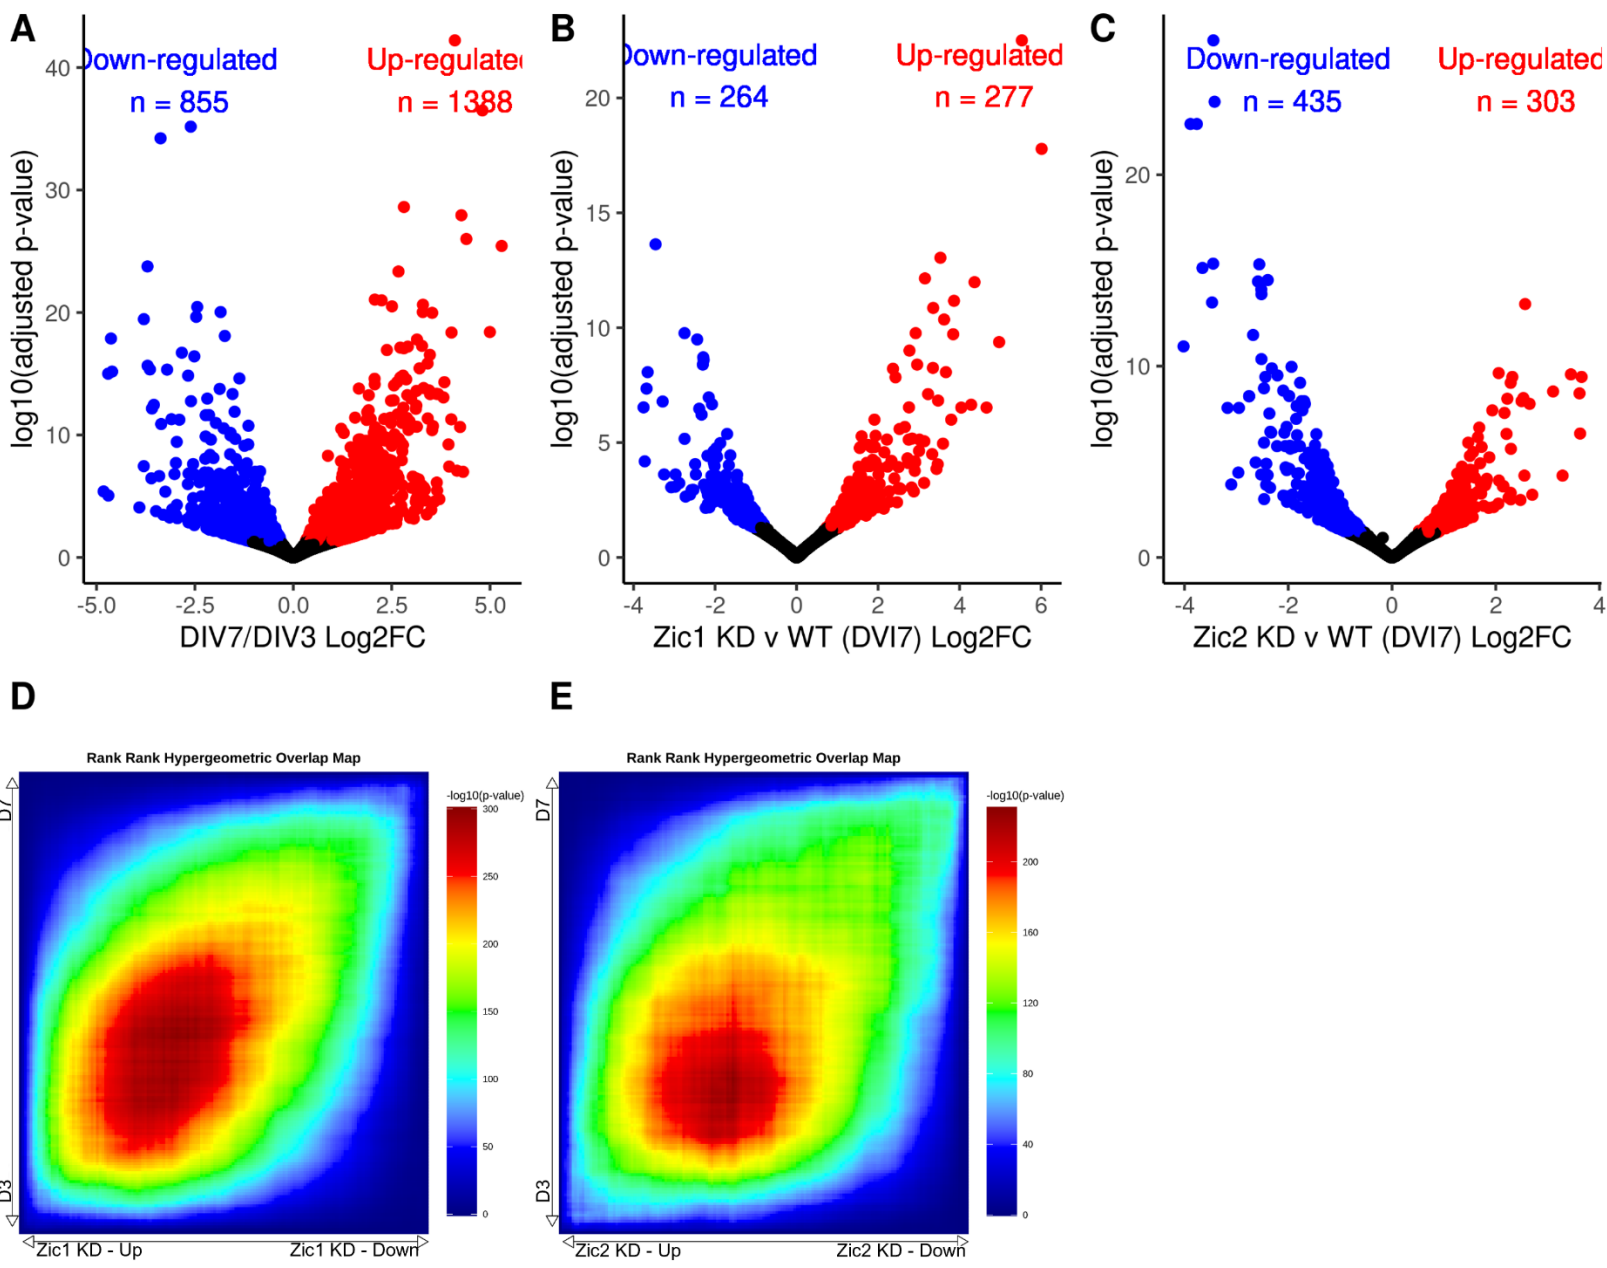 A
Down-regulated
n = 855
Up-regulated
n = 1388
log10(adjusted p-value)
40
30
20
10
0
-5.0
-2.5
0.0
2.5
5.0
DIV7/DIV3 Log2FC
B
Down-regulated
n = 264
Up-regulated
n = 277
log10(adjusted p-value)
20
15
10
5
0
-4
-2
0
2
4
6
Zic1 KD v WT (DVI7) Log2FC
C
Down-regulated
n = 435
Up-regulated
n = 303
log10(adjusted p-value)
20
10
0
-4
-2
0
2
4
Zic2 KD v WT (DVI7) Log2FC
D
Rank Rank Hypergeometric Overlap Map
D7
D3
Zic1 KD - Up
Zic1 KD - Down
-log10(p-value)
300
250
200
150
100
50
0
E
Rank Rank Hypergeometric Overlap Map
D7
D3
Zic2 KD - Up
Zic2 KD - Down
-log10(p-value)
200
160
120
80
40
0